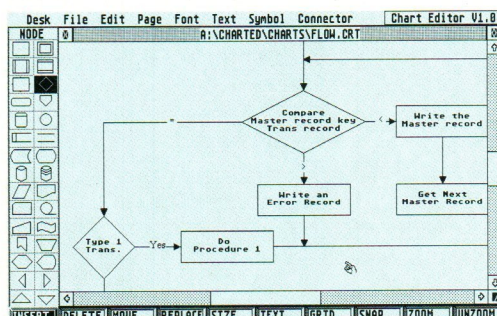 Desk File Edit Page Font Text Symbol Connector Chart Editor V1.0
NODE
A:\CHARTED\CHARTS\FLOW.CRT
Compare
Master record key
Trans record
=
<
>
Write the
Master record
Write an
Error Record
Get Next
Master Record
Type 1
Trans.
Yes
Do
Procedure 1
INSERT DELETE MOVE REPLACE SIZE TEXT GRID SNAP ZOOM UNZOOM